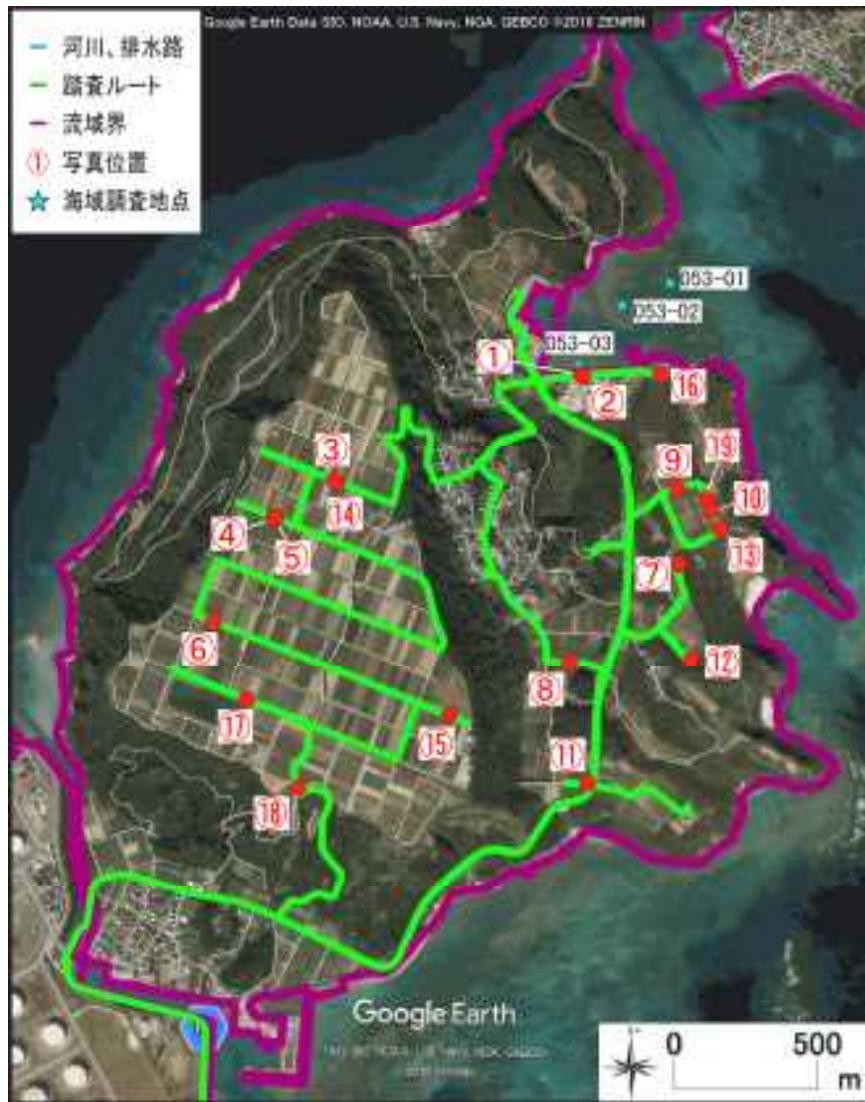 Google Earth Data SIO, NOAA, U.S. Navy, NGA, GEBCO ©2018 ZENRIN
河川、排水路
踏査ルート
流域界
① 写真位置
海域調査地点
053-01
053-02
053-03
①
②
⑯
③
⑭
④
⑤
⑨
⑲
⑩
⑬
⑦
⑥
⑧
⑫
⑰
⑮
⑪
⑱
Google Earth
0 500
m